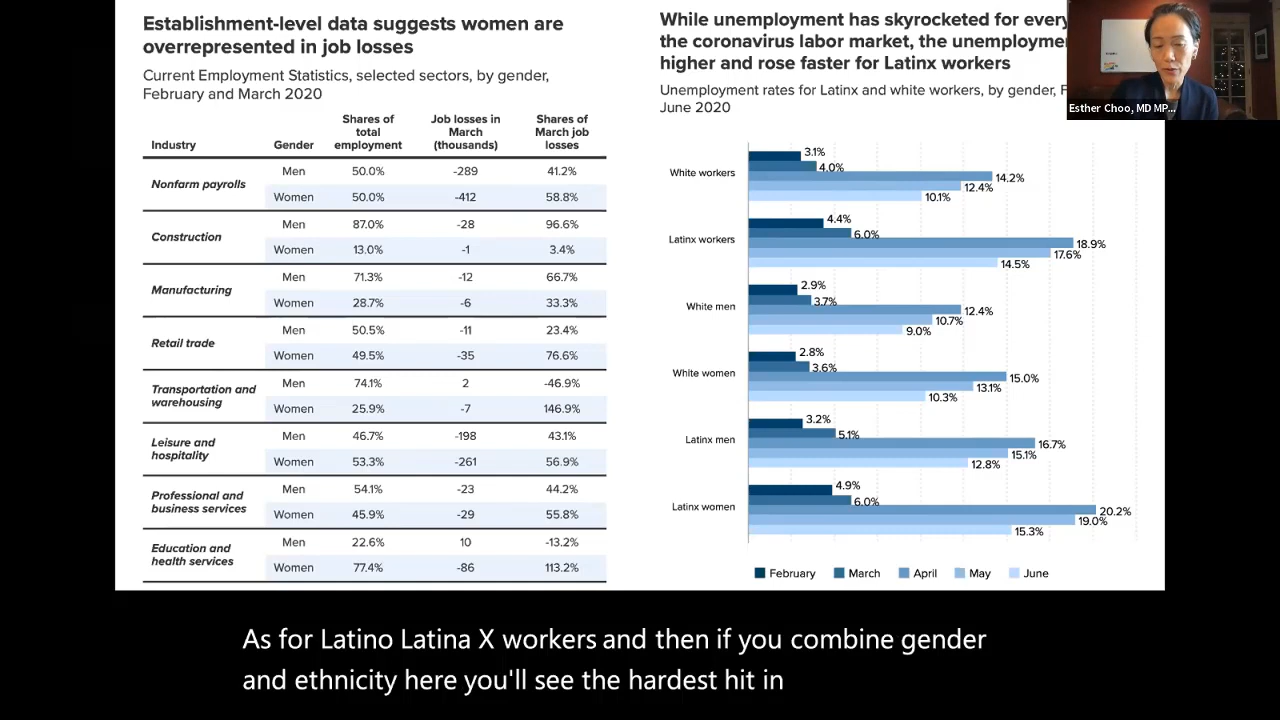 Establishment-level data suggests women are
overrepresented in job losses
Current Employment Statistics, selected sectors, by gender,
February and March 2020
Industry Gender Shares of total employment Job losses in March (thousands) Shares of March job losses
Nonfarm payrolls
Men 50.0% -289 41.2%
Women 50.0% -412 58.8%
Construction
Men 87.0% -28 96.6%
Women 13.0% -1 3.4%
Manufacturing
Men 71.3% -12 66.7%
Women 28.7% -6 33.3%
Retail trade
Men 50.5% -11 23.4%
Women 49.5% -35 76.6%
Transportation and
warehousing
Men 74.1% 2 -46.9%
Women 25.9% -7 146.9%
Leisure and
hospitality
Men 46.7% -198 43.1%
Women 53.3% -261 56.9%
Professional and
business services
Men 54.1% -23 44.2%
Women 45.9% -29 55.8%
Education and
health services
Men 22.6% 10 -13.2%
Women 77.4% -86 113.2%
While unemployment has skyrocketed for every
the coronavirus labor market, the unemployme
higher and rose faster for Latinx workers
Unemployment rates for Latinx and white workers, by gender, F
June 2020
White workers
3.1%
4.0%
14.2%
12.4%
10.1%
Latinx workers
4.4%
6.0%
18.9%
17.6%
14.5%
White men
2.9%
3.7%
12.4%
10.7%
9.0%
White women
2.8%
3.6%
15.0%
13.1%
10.3%
Latinx men
3.2%
5.1%
16.7%
15.1%
12.8%
Latinx women
4.9%
6.0%
20.2%
19.0%
15.3%
February March April May June
Esther Choo, MD MP...
As for Latino Latina X workers and then if you combine gender
and ethnicity here you'll see the hardest hit in